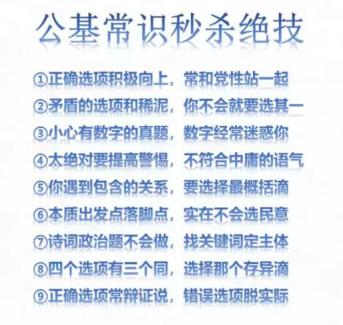 公基常识秒杀绝技
①正确选项积极向上，常和党性站一起
②矛盾的选项和稀泥，你不会就要选其一
③小心有数字的真题，数字经常迷惑你
④太绝对要提高警惕，不符合中庸的语气
⑤你遇到包含的关系，要选择最概括滴
⑥本质出发点落脚点，实在不会选民意
⑦诗词政治题不会做，找关键词定主体
⑧四个选项有三个同，选择那个存异滴
⑨正确选项常辩证说，错误选项脱实际